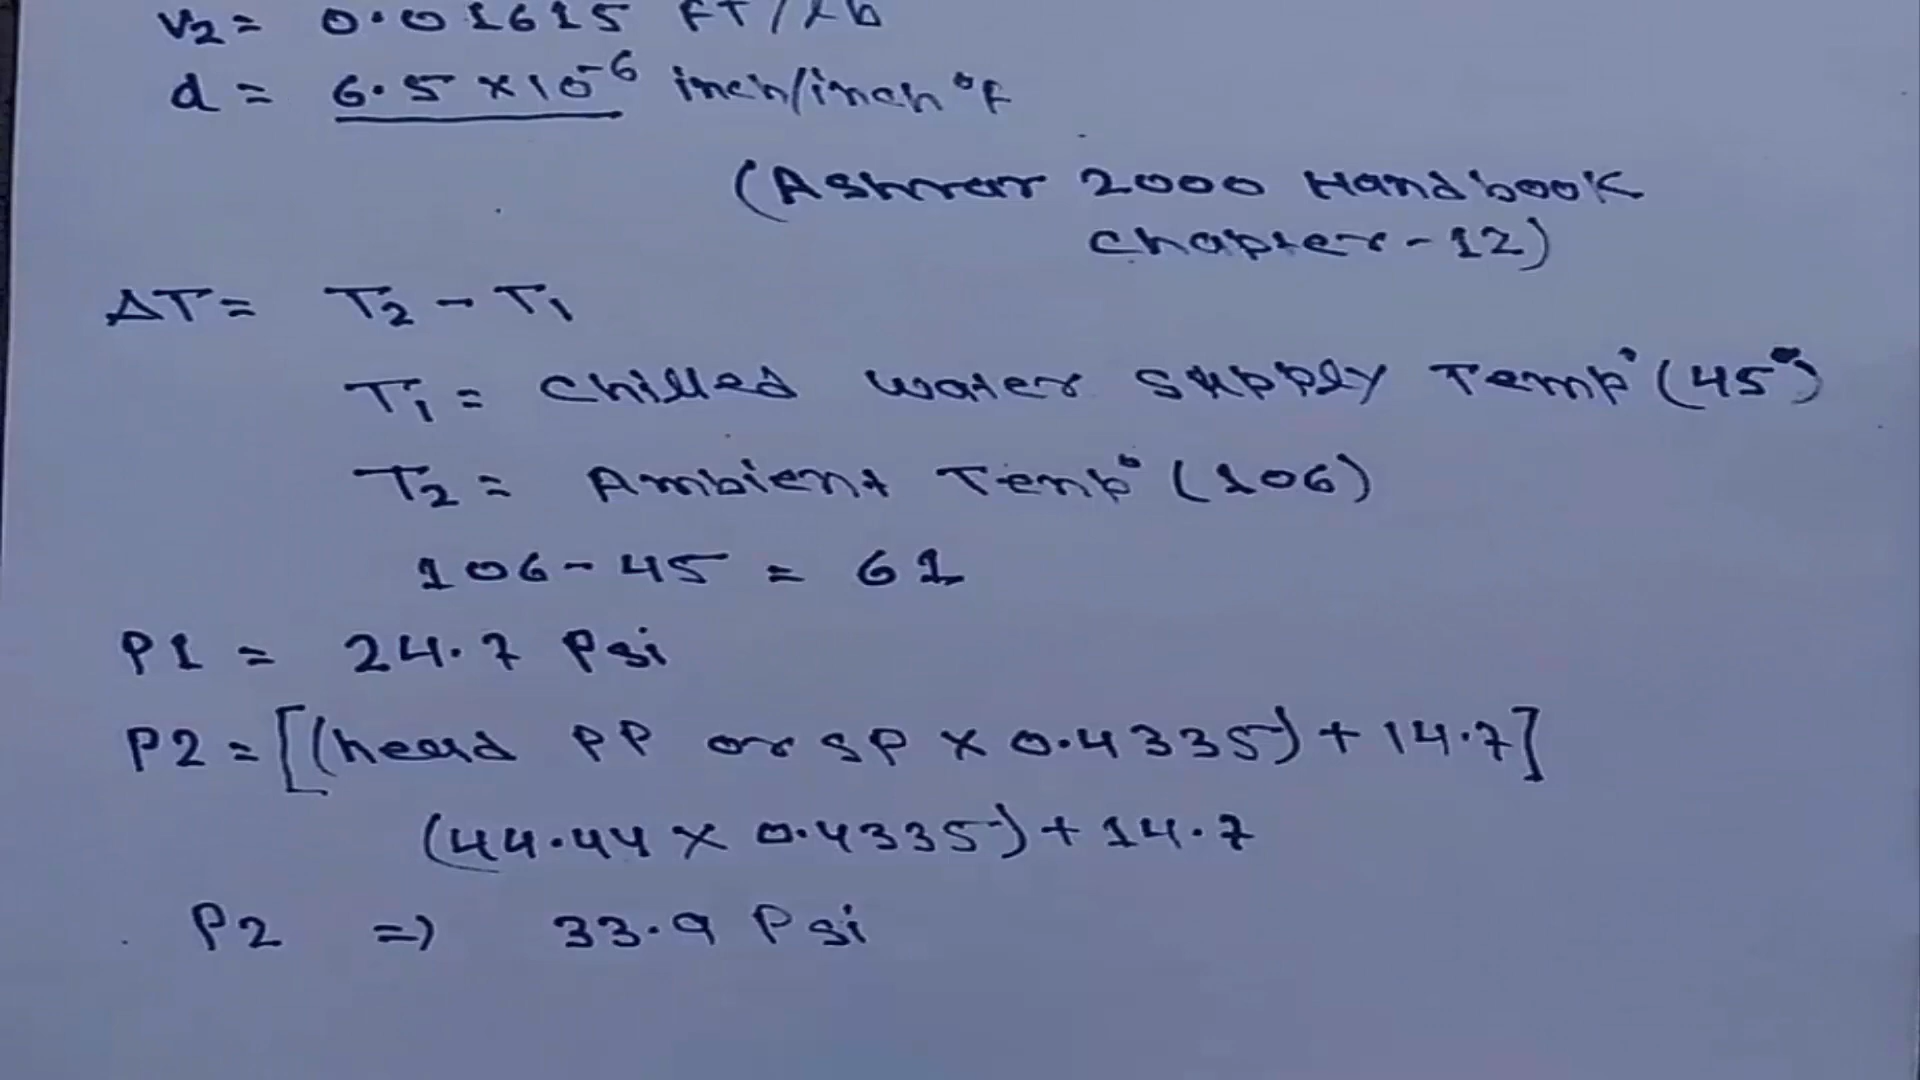 V2 = 0.01615 FT/lb
d = 6.5 × 10⁻⁶ inch/inch °F
(Ashrar 2000 Handbook
Chapter - 12)
ΔT = T2 - T1
T1 = Chilled water supply Temp° (45°)
T2 = Ambient Temp° (106)
106 - 45 = 61
P1 = 24.7 Psi
P2 = [(head PP or SP × 0.4335) + 14.7]
(44.44 × 0.4335) + 14.7
P2 => 33.9 Psi